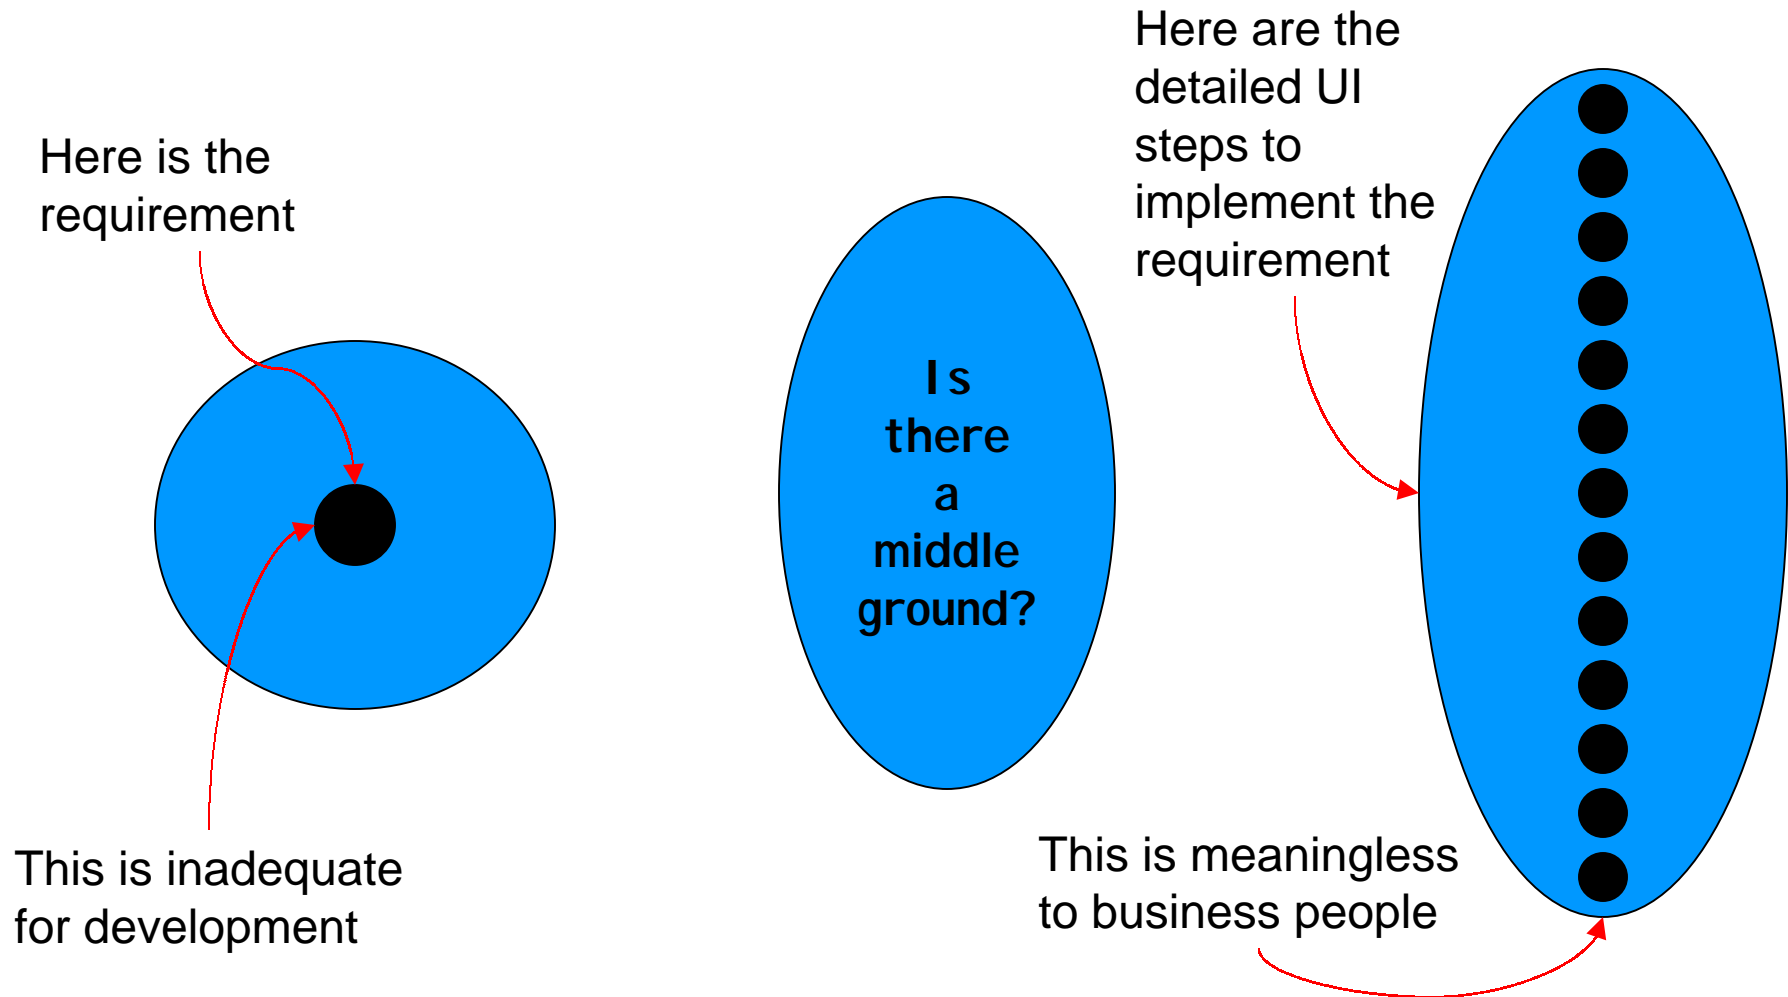 Here is the
requirement
This is inadequate
for development
Is
there
a
middle
ground?
Here are the
detailed UI
steps to
implement the
requirement
This is meaningless
to business people